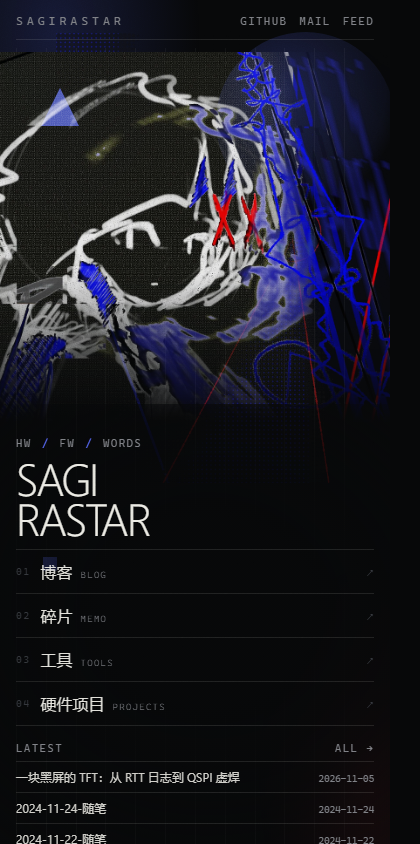 SAGIRASTAR GITHUB MAIL FEED
HW / FW / WORDS
SAGI
RASTAR
01 博客 BLOG ↗
02 碎片 MEMO ↗
03 工具 TOOLS ↗
04 硬件项目 PROJECTS ↗
LATEST ALL →
一块黑屏的 TFT：从 RTT 日志到 QSPI 虚焊 2026-11-05
2024-11-24-随笔 2024-11-24
2024-11-22-随笔 2024-11-22